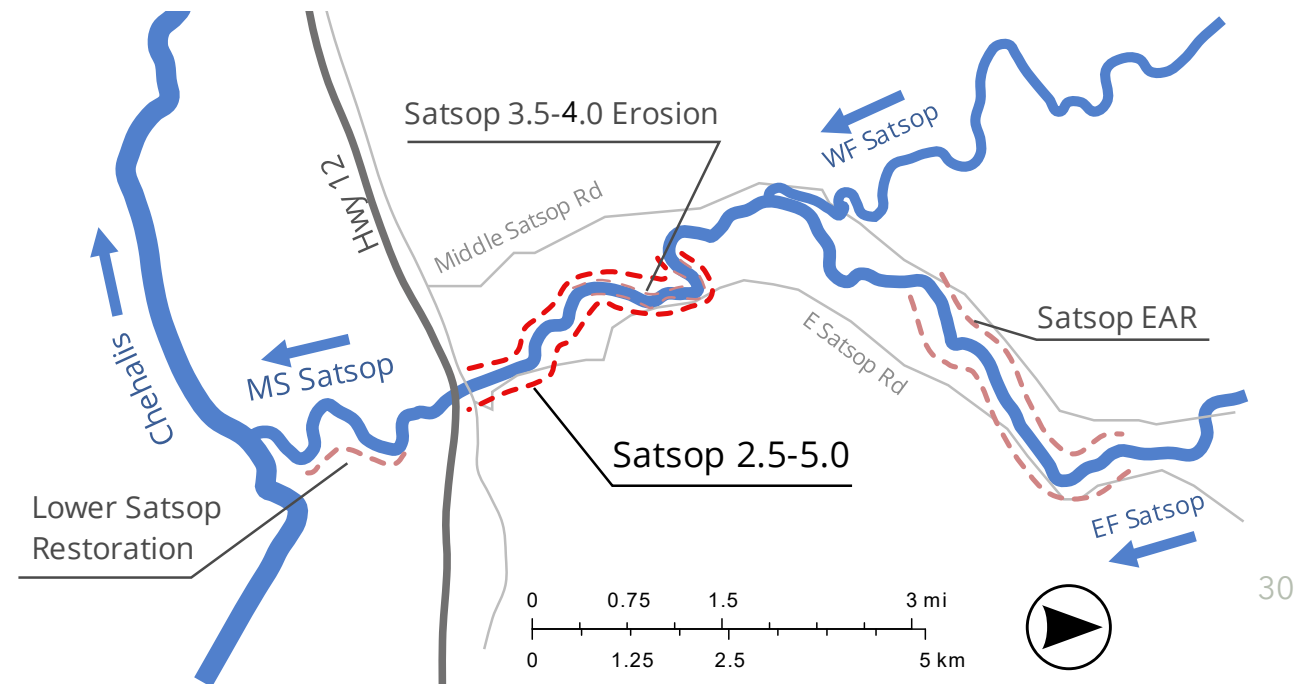 Satsop 3.5-4.0 Erosion
WF Satsop
Hwy 12
Middle Satsop Rd
Satsop EAR
E Satsop Rd
Chehalis
MS Satsop
Satsop 2.5-5.0
Lower Satsop
Restoration
EF Satsop
30
0 0.75 1.5 3 mi
0 1.25 2.5 5 km